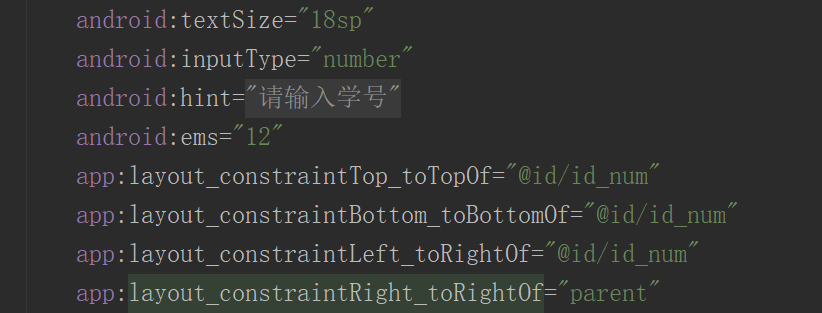 android:textSize="18sp"
android:inputType="number"
android:hint="请输入学号"
android:ems="12"
app:layout_constraintTop_toTopOf="@id/id_num"
app:layout_constraintBottom_toBottomOf="@id/id_num"
app:layout_constraintLeft_toRightOf="@id/id_num"
app:layout_constraintRight_toRightOf="parent"